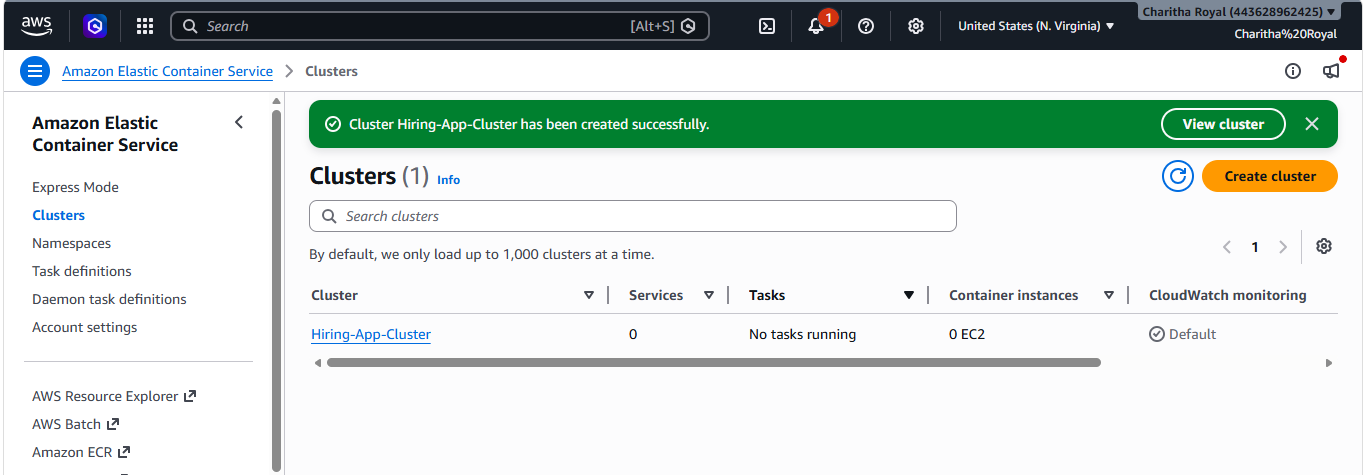 aws
Search [Alt+S]
1
United States (N. Virginia)
Charitha Royal (443628962425)
Charitha%20Royal
Amazon Elastic Container Service
Clusters
Amazon Elastic
Container Service
Express Mode
Clusters
Namespaces
Task definitions
Daemon task definitions
Account settings
AWS Resource Explorer
AWS Batch
Amazon ECR
Cluster Hiring-App-Cluster has been created successfully.
View cluster
Clusters (1) Info
Create cluster
Search clusters
By default, we only load up to 1,000 clusters at a time.
1
Cluster Services Tasks Container instances CloudWatch monitoring
Hiring-App-Cluster 0 No tasks running 0 EC2 Default